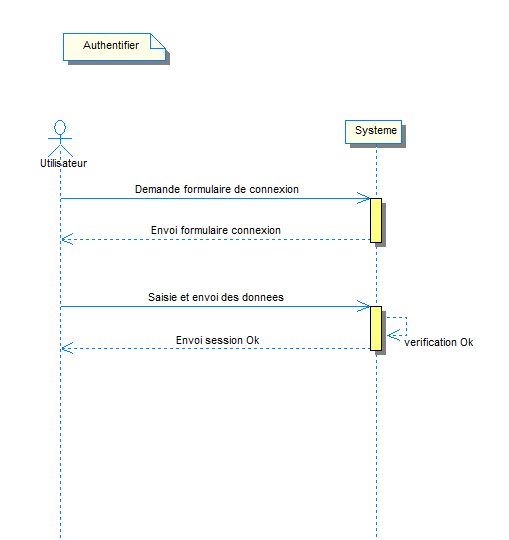 Authentifier
Systeme
Utilisateur
Demande formulaire de connexion
Envoi formulaire connexion
Saisie et envoi des donnees
Envoi session Ok
verification Ok